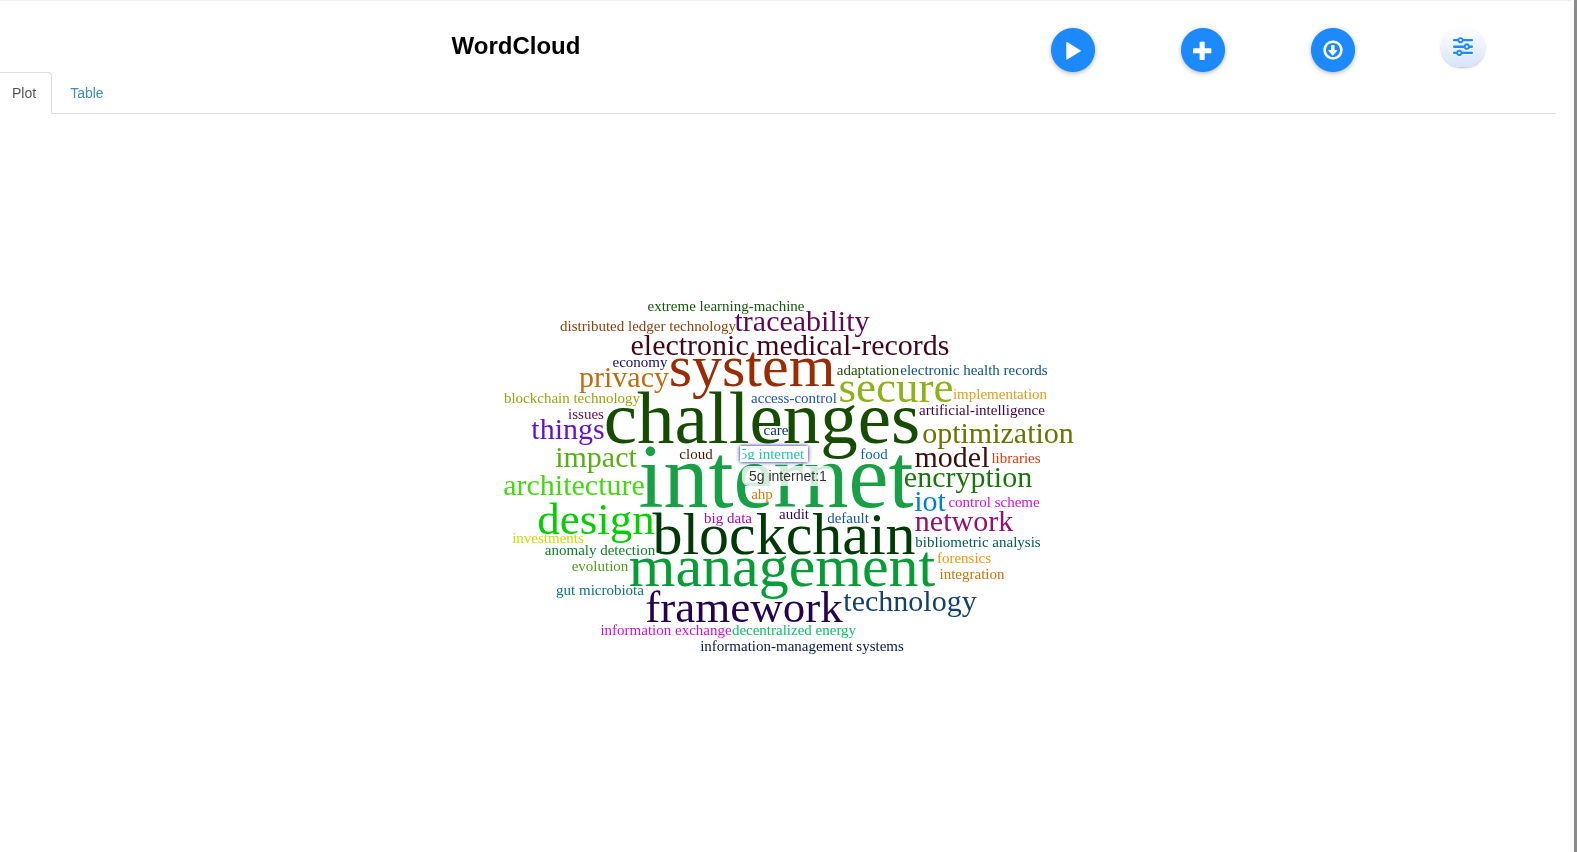 WordCloud
Plot
Table
extreme learning-machine
traceability
distributed ledger technology
electronic medical-records
economy
system
adaptation
electronic health records
privacy
secure
implementation
blockchain technology
access-control
artificial-intelligence
issues
challenges
things
care
optimization
impact
cloud
5g internet
food
model
libraries
internet
5g internet:1
encryption
architecture
ahp
iot
control scheme
design
big data
audit
default
network
investments
blockchain
bibliometric analysis
anomaly detection
forensics
evolution
management
integration
gut microbiota
framework
technology
information exchange
decentralized energy
information-management systems